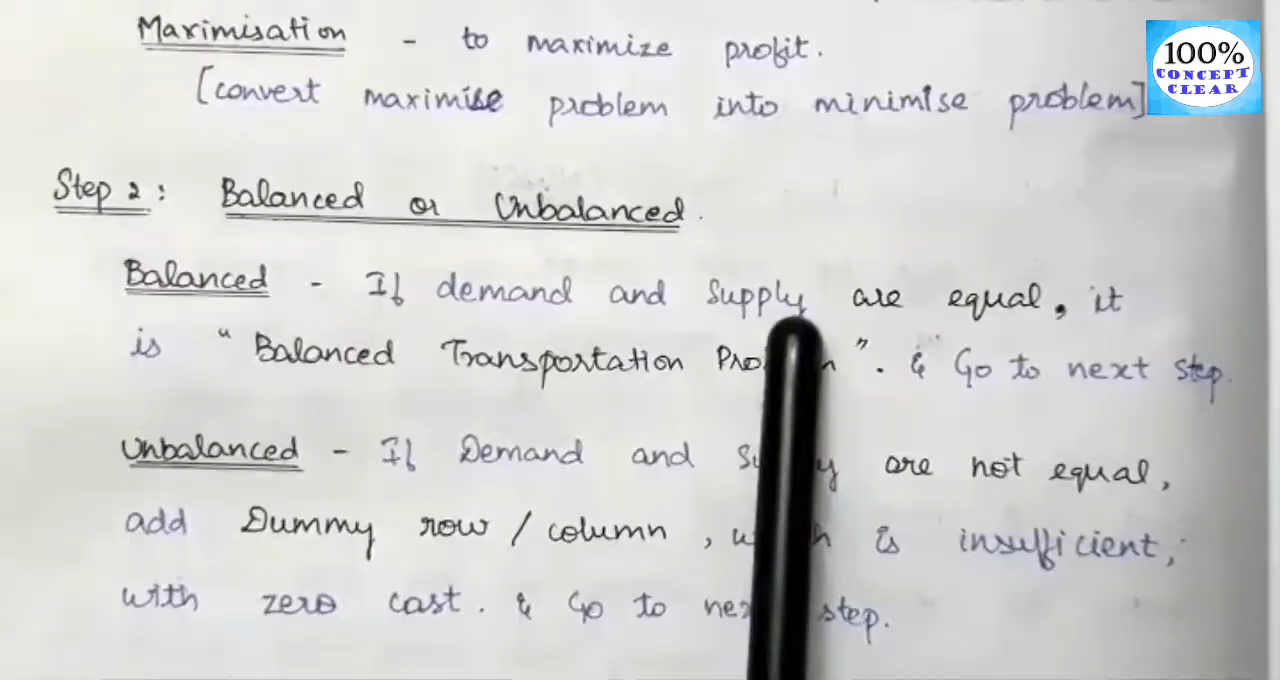 Maximisation - to maximize profit.
[convert maximise problem into minimise problem]
100%
CONCEPT
CLEAR
Step 2: Balanced or Unbalanced.
Balanced - If demand and supply are equal, it
is "Balanced Transportation ". & Go to next step.
Unbalanced - If Demand and are not equal,
add Dummy row / column, is insufficient,
with zero cost. & Go to step.